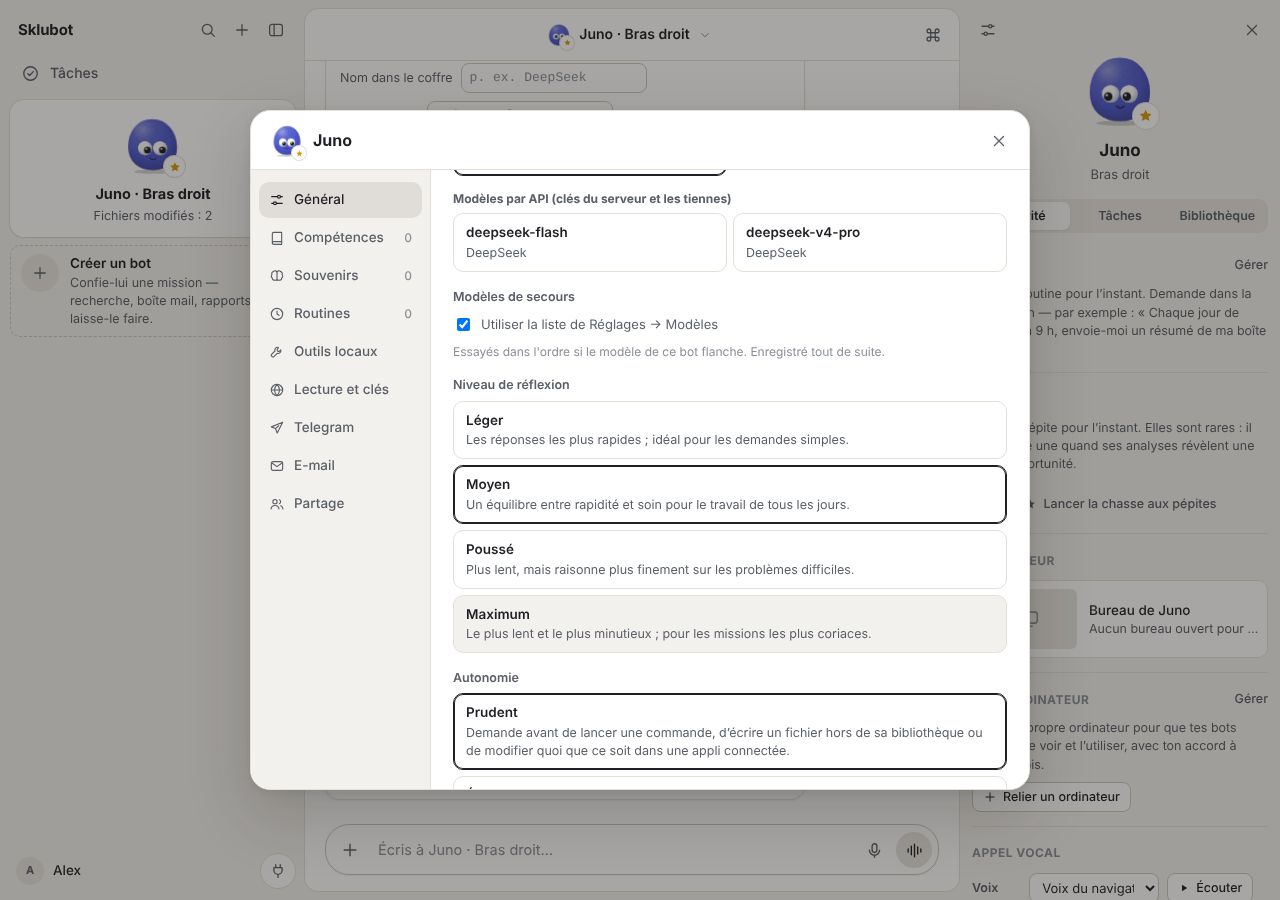 Sklubot
Tâches
Juno · Bras droit
Fichiers modifiés : 2
Créer un bot
Confie-lui une mission —
recherche, boîte mail, rapports
laisse-le faire.
A
Alex
Juno · Bras droit
Nom dans le coffre
p. ex. DeepSeek
Juno
Général
Compétences 0
Souvenirs 0
Routines 0
Outils locaux
Lecture et clés
Telegram
E-mail
Partage
Modèles par API (clés du serveur et les tiennes)
deepseek-flash
DeepSeek
deepseek-v4-pro
DeepSeek
Modèles de secours
Utiliser la liste de Réglages → Modèles
Essayés dans l'ordre si le modèle de ce bot flanche. Enregistré tout de suite.
Niveau de réflexion
Léger
Les réponses les plus rapides ; idéal pour les demandes simples.
Moyen
Un équilibre entre rapidité et soin pour le travail de tous les jours.
Poussé
Plus lent, mais raisonne plus finement sur les problèmes difficiles.
Maximum
Le plus lent et le plus minutieux ; pour les missions les plus coriaces.
Autonomie
Prudent
Demande avant de lancer une commande, d’écrire un fichier hors de sa bibliothèque ou
de modifier quoi que ce soit dans une appli connectée.
Écris à Juno · Bras droit...
Juno
Bras droit
ité
Tâches
Bibliothèque
Gérer
outine pour l’instant. Demande dans la
— par exemple : « Chaque jour de
9 h, envoie-moi un résumé de ma boîte
épite pour l’instant. Elles sont rares : il
une quand ses analyses révèlent une
ortunité.
Lancer la chasse aux pépites
EUR
Bureau de Juno
Aucun bureau ouvert pour ...
DINATEUR
Gérer
propre ordinateur pour que tes bots
voir et l’utiliser, avec ton accord à
is.
Relier un ordinateur
APPEL VOCAL
Voix
Voix du navigat
Écouter